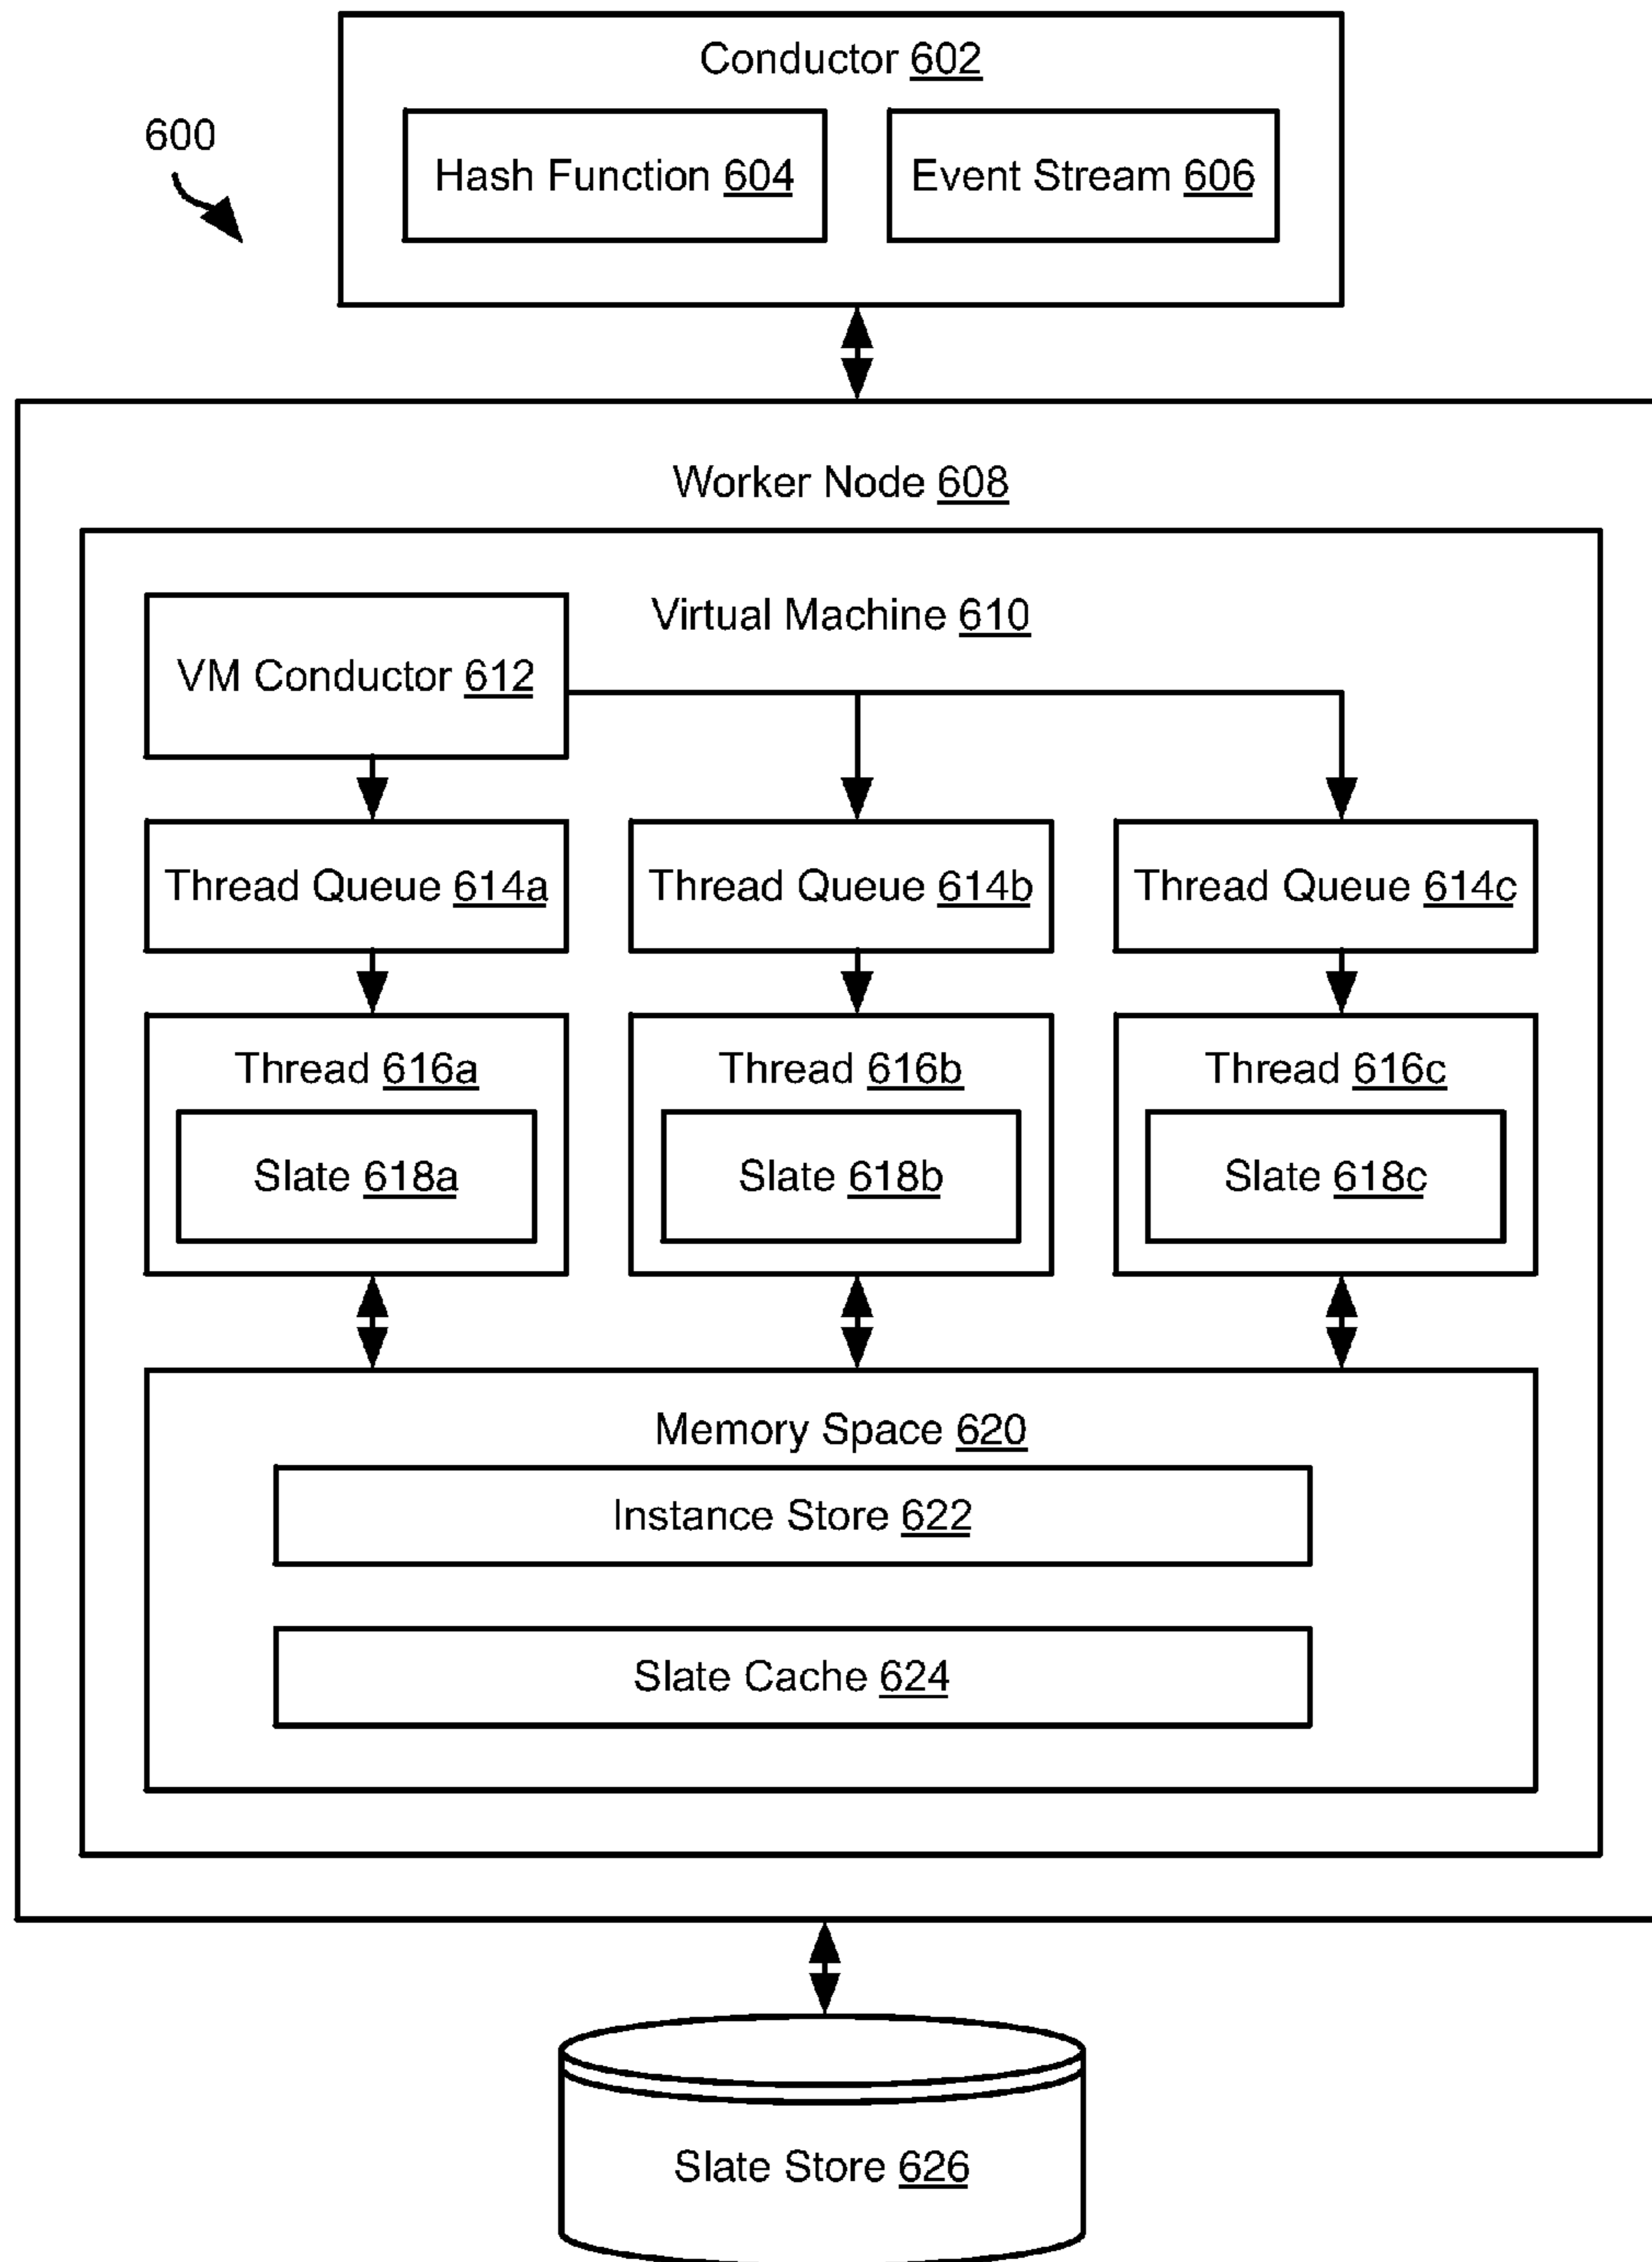 Conductor 602
600
Hash Function 604
Event Stream 606
Worker Node 608
Virtual Machine 610
VM Conductor 612
Thread Queue 614a
Thread Queue 614b
Thread Queue 614c
Thread 616a
Thread 616b
Thread 616c
Slate 618a
Slate 618b
Slate 618c
Memory Space 620
Instance Store 622
Slate Cache 624
Slate Store 626